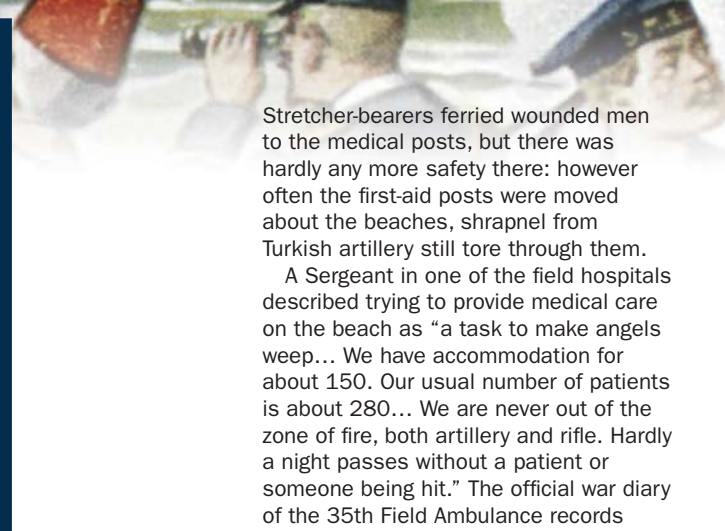 Stretcher-bearers ferried wounded men
to the medical posts, but there was
hardly any more safety there: however
often the first-aid posts were moved
about the beaches, shrapnel from
Turkish artillery still tore through them.
A Sergeant in one of the field hospitals
described trying to provide medical care
on the beach as “a task to make angels
weep… We have accommodation for
about 150. Our usual number of patients
is about 280… We are never out of the
zone of fire, both artillery and rifle. Hardly
a night passes without a patient or
someone being hit.” The official war diary
of the 35th Field Ambulance records